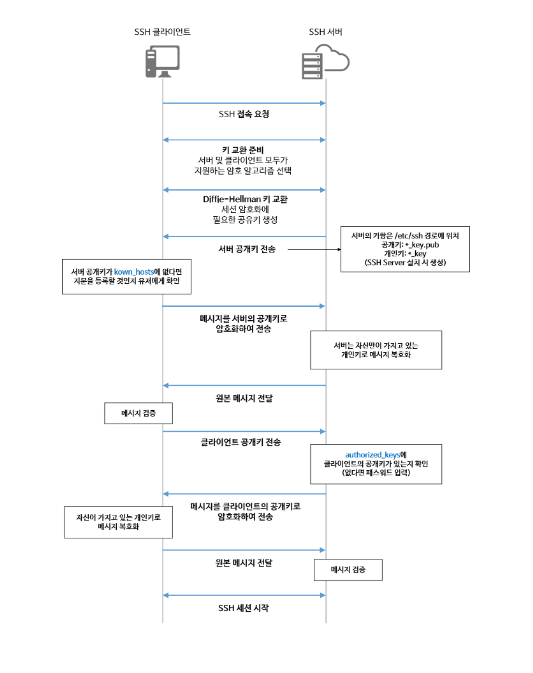 SSH 클라이언트
SSH 서버
SSH 접속 요청
키 교환 준비
서버 및 클라이언트 모두가
지원하는 암호 알고리즘 선택
Diffie-Hellman 키 교환
세션 암호화에
필요한 공유키 생성
서버 공개키 전송
서버의 키쌍은 /etc/ssh 경로에 위치
공개키: *_key.pub
개인키: *_key
(SSH Server 설치 시 생성)
서버 공개키가 kown_hosts에 없다면
지문을 등록할 것인지 유저에게 확인
메시지를 서버의 공개키로
암호화하여 전송
서버는 자신만이 가지고 있는
개인키로 메시지 복호화
원본 메시지 전달
메시지 검증
클라이언트 공개키 전송
authorized_keys에
클라이언트의 공개키가 있는지 확인
(없다면 패스워드 입력)
메시지를 클라이언트의 공개키로
암호화하여 전송
자신이 가지고 있는 개인키로
메시지 복호화
원본 메시지 전달
메시지 검증
SSH 세션 시작